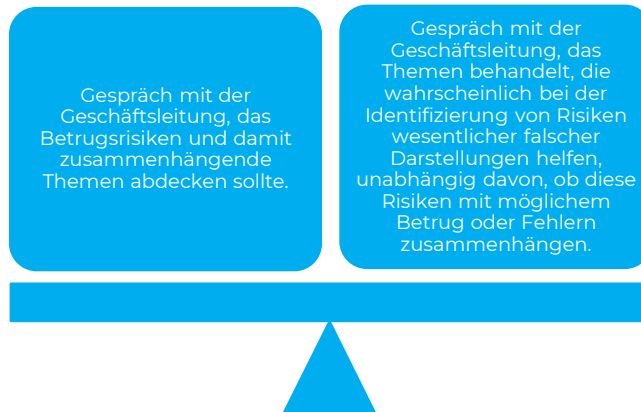 Gespräch mit der
Geschäftsleitung, das
Betrugsrisiken und damit
zusammenhängende
Themen abdecken sollte.
Gespräch mit der
Geschäftsleitung, das
Themen behandelt, die
wahrscheinlich bei der
Identifizierung von Risiken
wesentlicher falscher
Darstellungen helfen,
unabhängig davon, ob diese
Risiken mit möglichem
Betrug oder Fehlern
zusammenhängen.